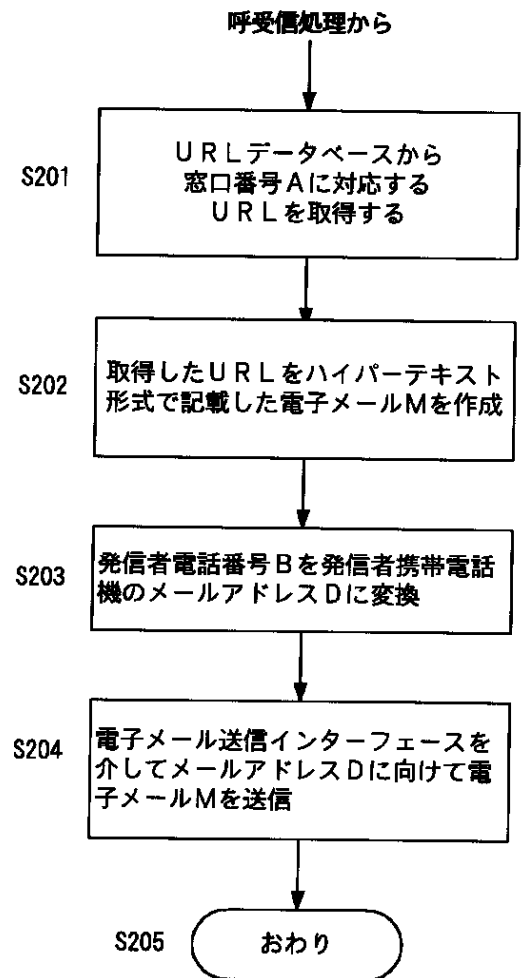 呼受信処理から
S201
URLデータベースから
窓口番号Aに対応する
URLを取得する
S202
取得したURLをハイパーテキスト
形式で記載した電子メールMを作成
S203
発信者電話番号Bを発信者携帯電話
機のメールアドレスDに変換
S204
電子メール送信インターフェースを
介してメールアドレスDに向けて電
子メールMを送信
S205
おわり